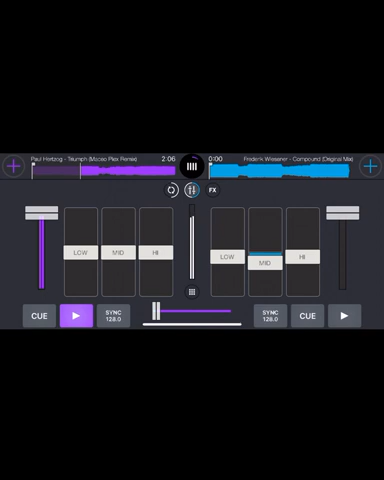 Paul Hertzog - Triumph (Maceo Plex Remix) 2:06
0:00 Frederik Wiesener - Compound (Original Mix)
FX
LOW MID HI LOW MID HI
CUE SYNC 128.0 SYNC 128.0 CUE